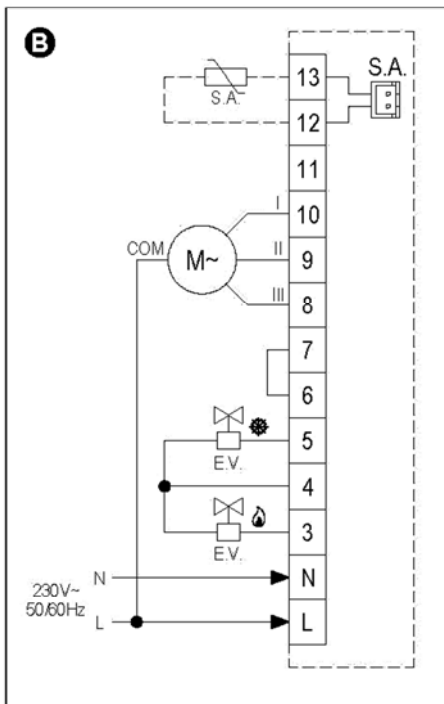 B
13
S.A.
S.A.
12
11
I
10
COM
M~
II
9
III
8
7
6
5
E.V.
4
3
E.V.
N
N
230V~
50/60Hz
L
L